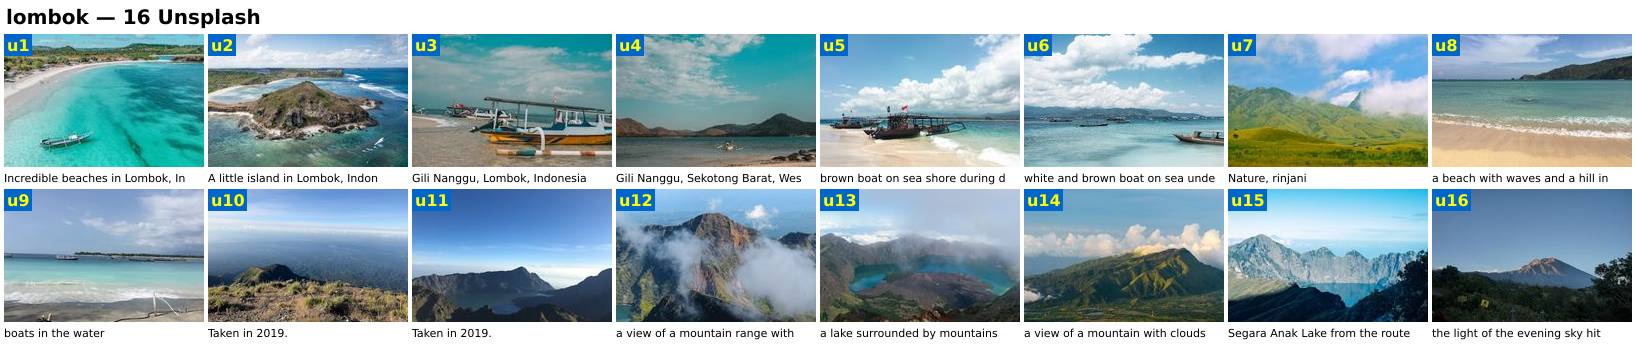 lombok — 16 Unsplash
u1
u2
u3
u4
u5
u6
u7
u8
Incredible beaches in Lombok, In
A little island in Lombok, Indon
Gili Nanggu, Lombok, Indonesia
Gili Nanggu, Sekotong Barat, Wes
brown boat on sea shore during d
white and brown boat on sea unde
Nature, rinjani
a beach with waves and a hill in
u9
u10
u11
u12
u13
u14
u15
u16
boats in the water
Taken in 2019.
Taken in 2019.
a view of a mountain range with
a lake surrounded by mountains
a view of a mountain with clouds
Segara Anak Lake from the route
the light of the evening sky hit